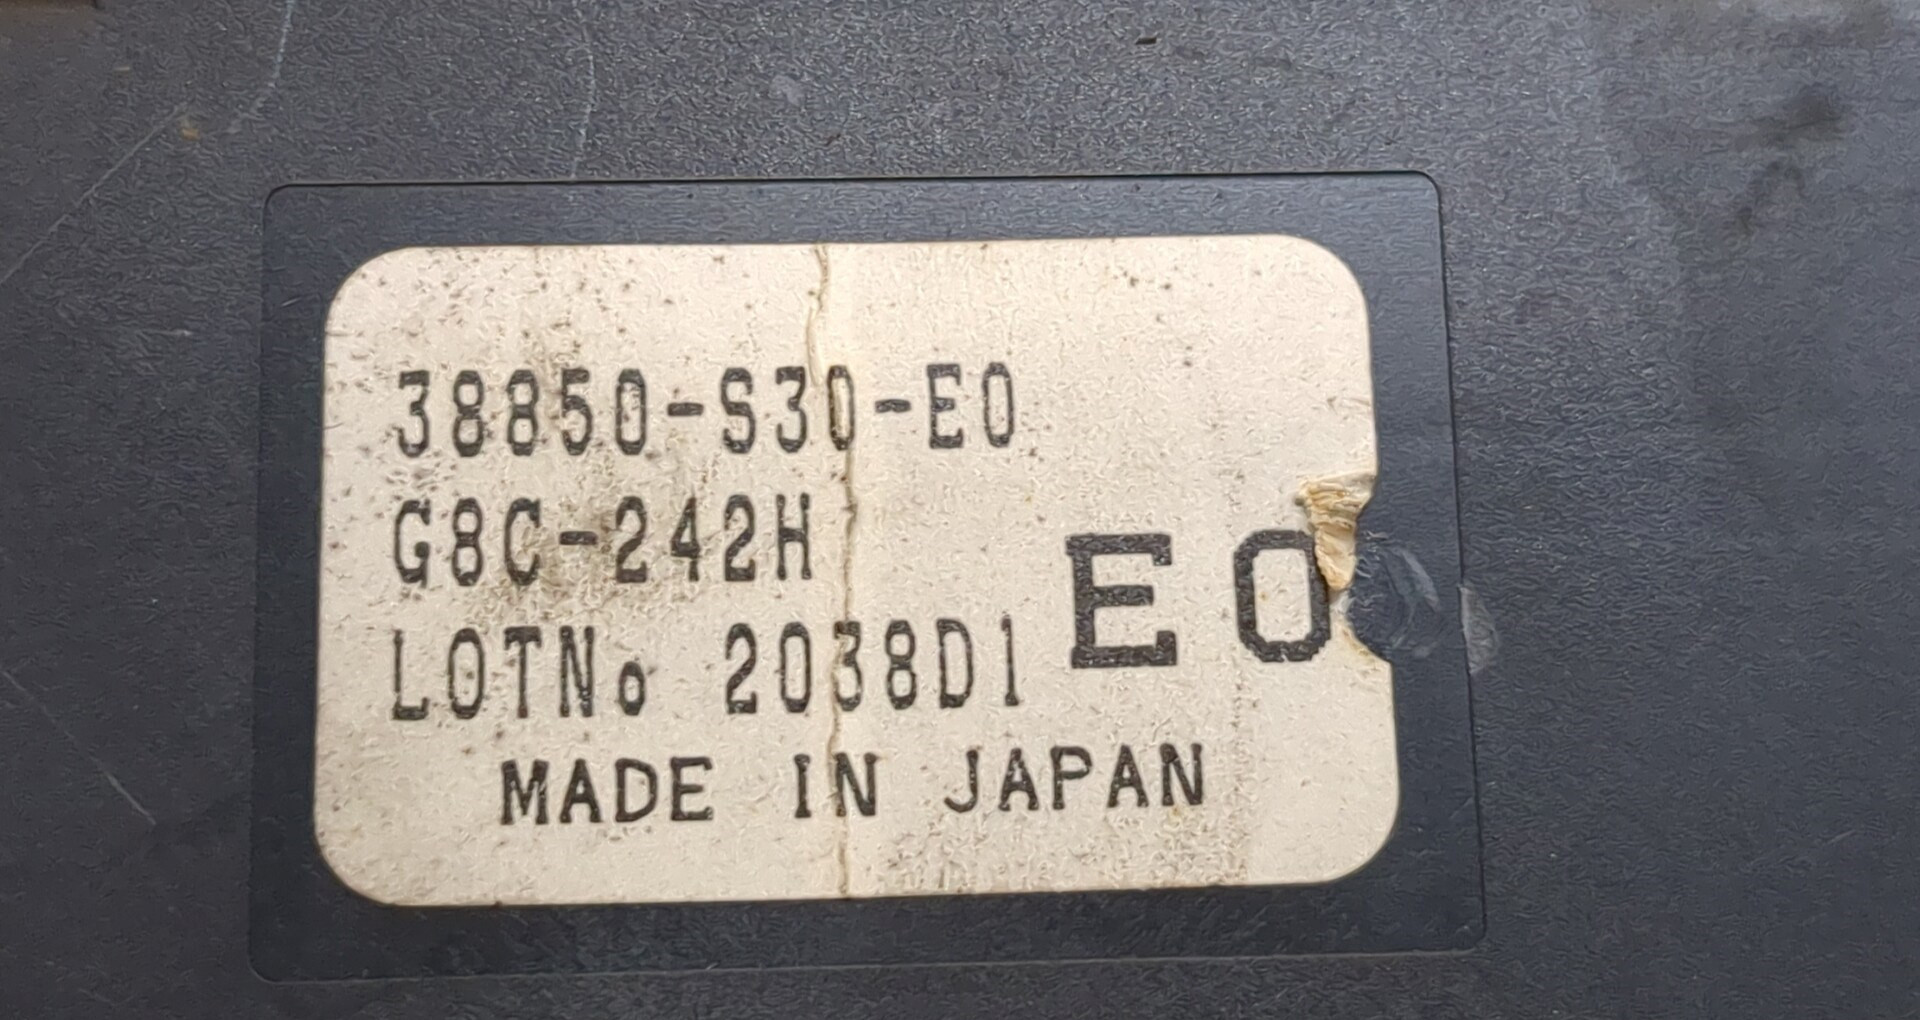 38850-S30-E0
G8C-242H
E0
LOTNo 2038D1
MADE IN JAPAN